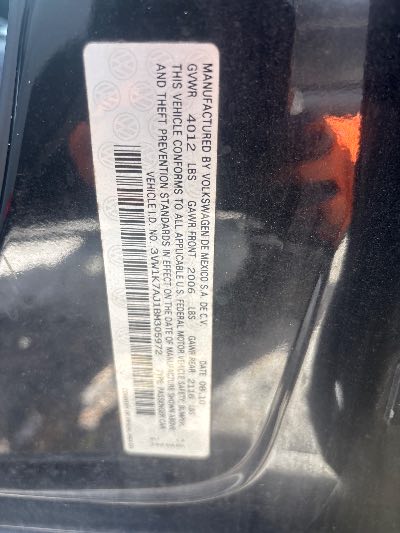 MANUFACTURED BY VOLKSWAGEN DE MEXICO S.A. DE C.V.
GVWR 4012 LBS GAWR FRONT 2006 LBS GAWR REAR 2116 LBS DATE 09/10
THIS VEHICLE CONFORMS TO ALL APPLICABLE U.S. FEDERAL MOTOR VEHICLE SAFETY, BUMPER,
AND THEFT PREVENTION STANDARDS IN EFFECT ON THE DATE OF MANUFACTURE SHOWN ABOVE
VEHICLE I.D. NO. 3VW1K7AJ1BM305972 TYPE: PASSENGER CAR